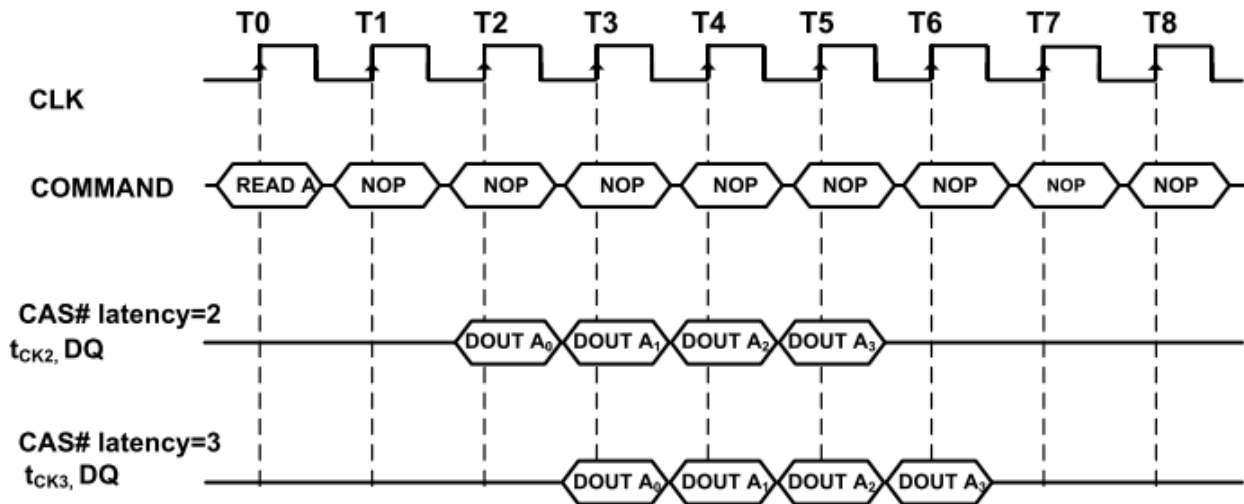 T0 T1 T2 T3 T4 T5 T6 T7 T8
CLK
COMMAND READ A NOP NOP NOP NOP NOP NOP NOP NOP
CAS# latency=2
tCK2, DQ DOUT A0 DOUT A1 DOUT A2 DOUT A3
CAS# latency=3
tCK3, DQ DOUT A0 DOUT A1 DOUT A2 DOUT A3